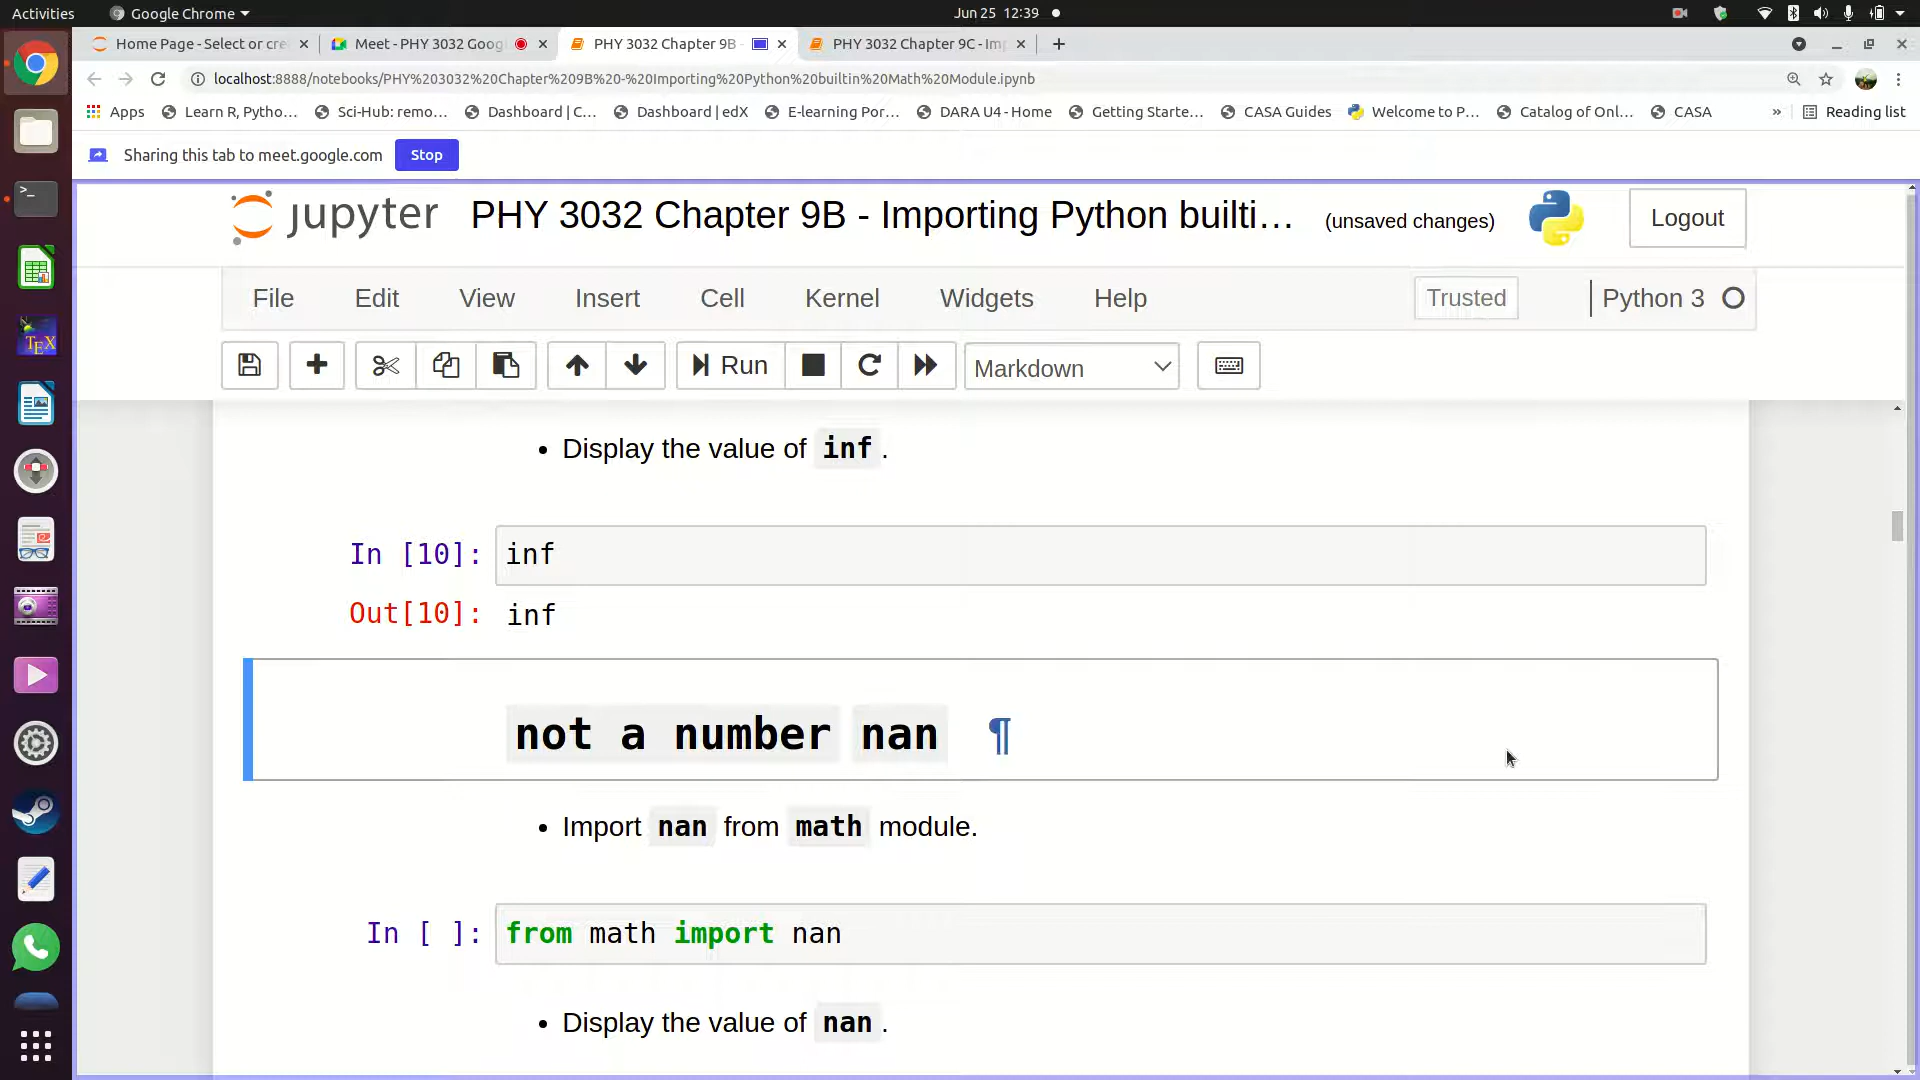 Activities
Google Chrome
Jun 25 12:39
Home Page - Select or cre
Meet - PHY 3032 Goog
PHY 3032 Chapter 9B -
PHY 3032 Chapter 9C - Im
localhost:8888/notebooks/PHY%203032%20Chapter%209B%20-%20Importing%20Python%20builtin%20Math%20Module.ipynb
Apps
Learn R, Pytho...
Sci-Hub: remo...
Dashboard | C...
Dashboard | edX
E-learning Por...
DARA U4 - Home
Getting Starte...
CASA Guides
Welcome to P...
Catalog of Onl...
CASA
»
Reading list
Sharing this tab to meet.google.com
Stop
jupyter
PHY 3032 Chapter 9B - Importing Python builti...
(unsaved changes)
Logout
File
Edit
View
Insert
Cell
Kernel
Widgets
Help
Trusted
Python 3
Run
Markdown
• Display the value of inf .
In [10]: inf
Out[10]: inf
not a number nan ¶
• Import nan from math module.
In [ ]: from math import nan
• Display the value of nan .